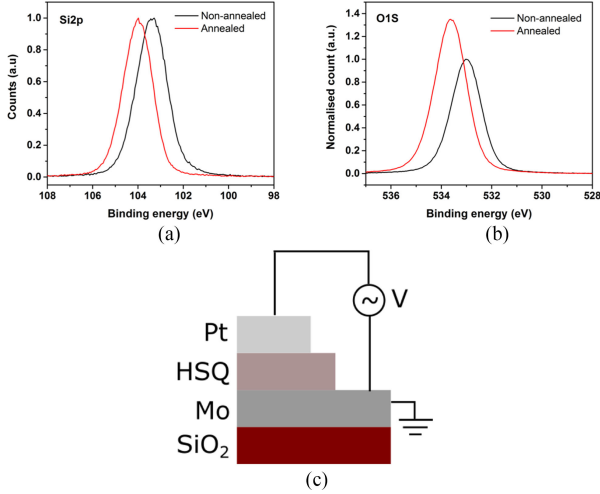 Si2p
Non-annealed
Annealed
Counts (a.u)
1.0
0.8
0.6
0.4
0.2
0.0
108 106 104 102 100 98
Binding energy (eV)
(a)
O1S
Non-annealed
Annealed
Normalised count (a.u.)
1.4
1.2
1.0
0.8
0.6
0.4
0.2
0.0
536 534 532 530 528
Binding energy (eV)
(b)
V
Pt
HSQ
Mo
SiO₂
(c)